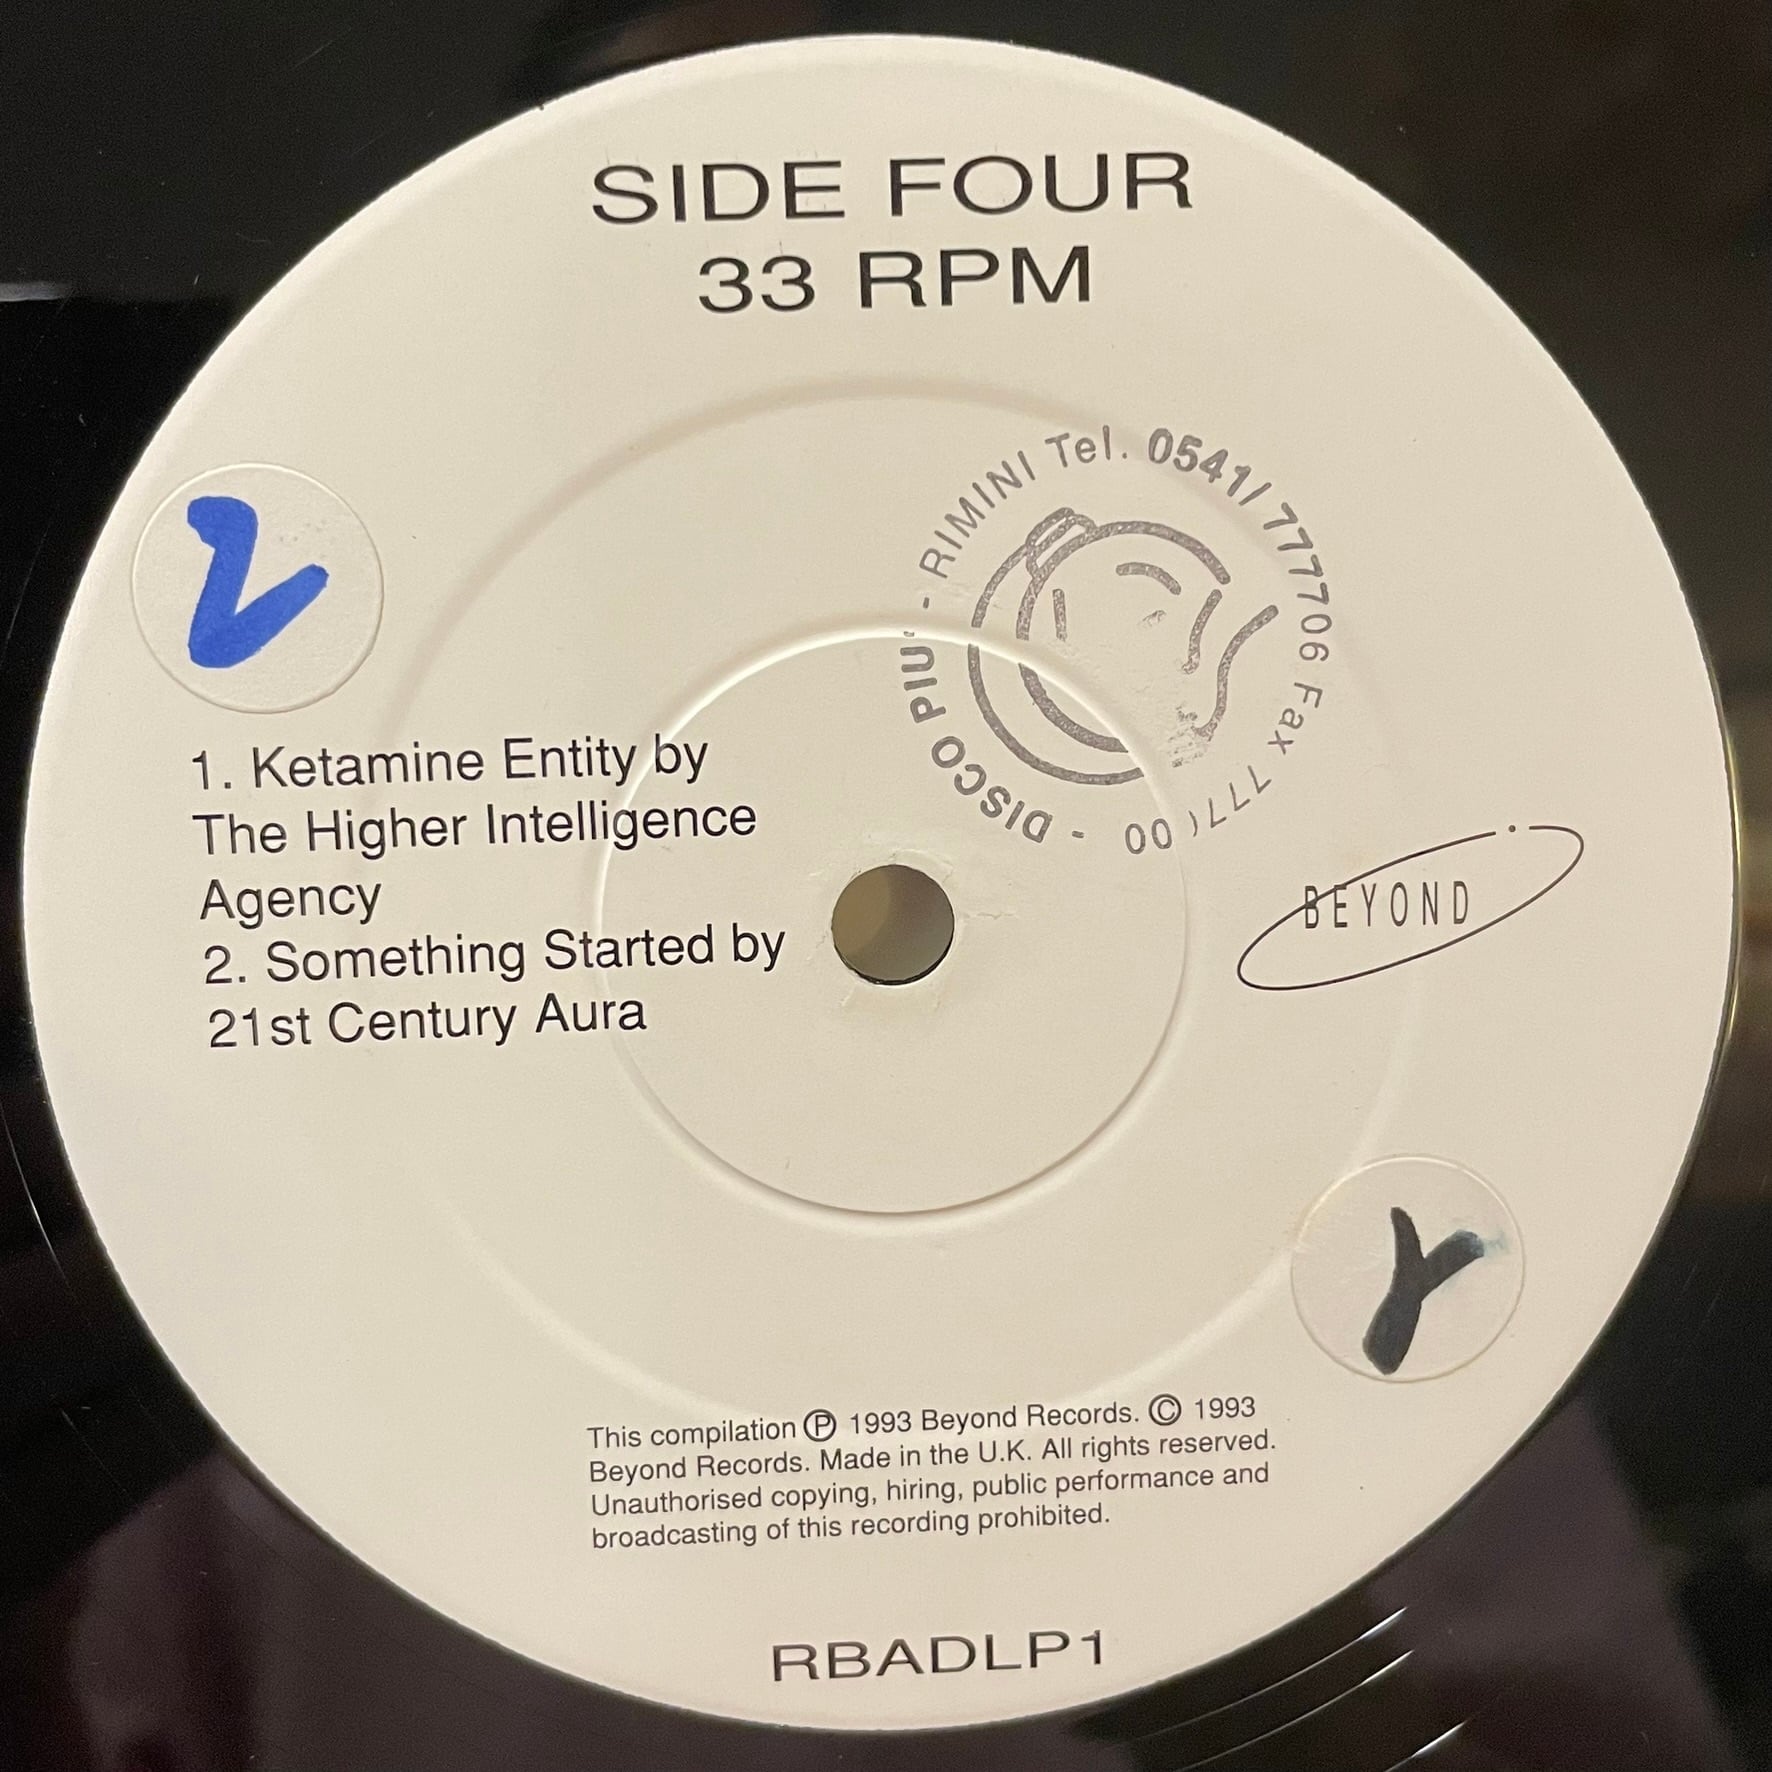 SIDE FOUR
33 RPM
- DISCO PIU' - RIMINI Tel. 0541/777706 Fax
1. Ketamine Entity by
The Higher Intelligence
Agency
2. Something Started by
21st Century Aura
BEYOND
This compilation Ⓟ 1993 Beyond Records. © 1993
Beyond Records. Made in the U.K. All rights reserved.
Unauthorised copying, hiring, public performance and
broadcasting of this recording prohibited.
RBADLP1